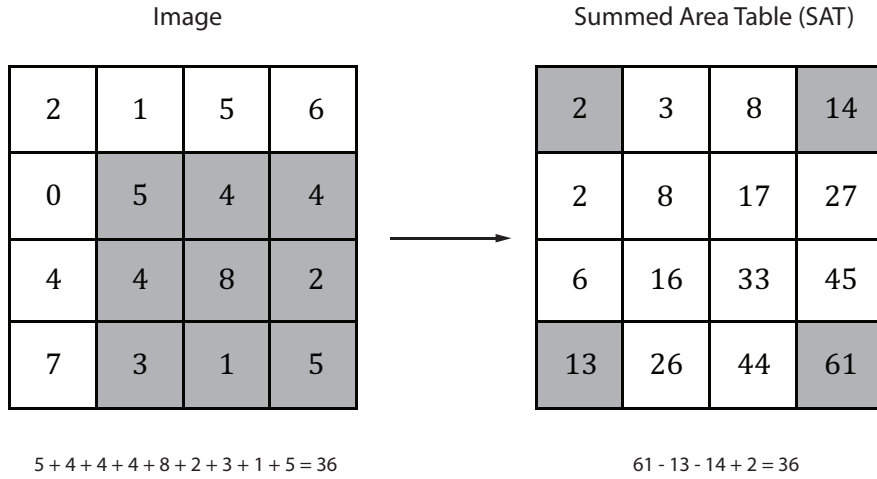 Image
Summed Area Table (SAT)
2 1 5 6
2 3 8 14
0 5 4 4
2 8 17 27
4 4 8 2
6 16 33 45
7 3 1 5
13 26 44 61
5 + 4 + 4 + 4 + 8 + 2 + 3 + 1 + 5 = 36
61 - 13 - 14 + 2 = 36